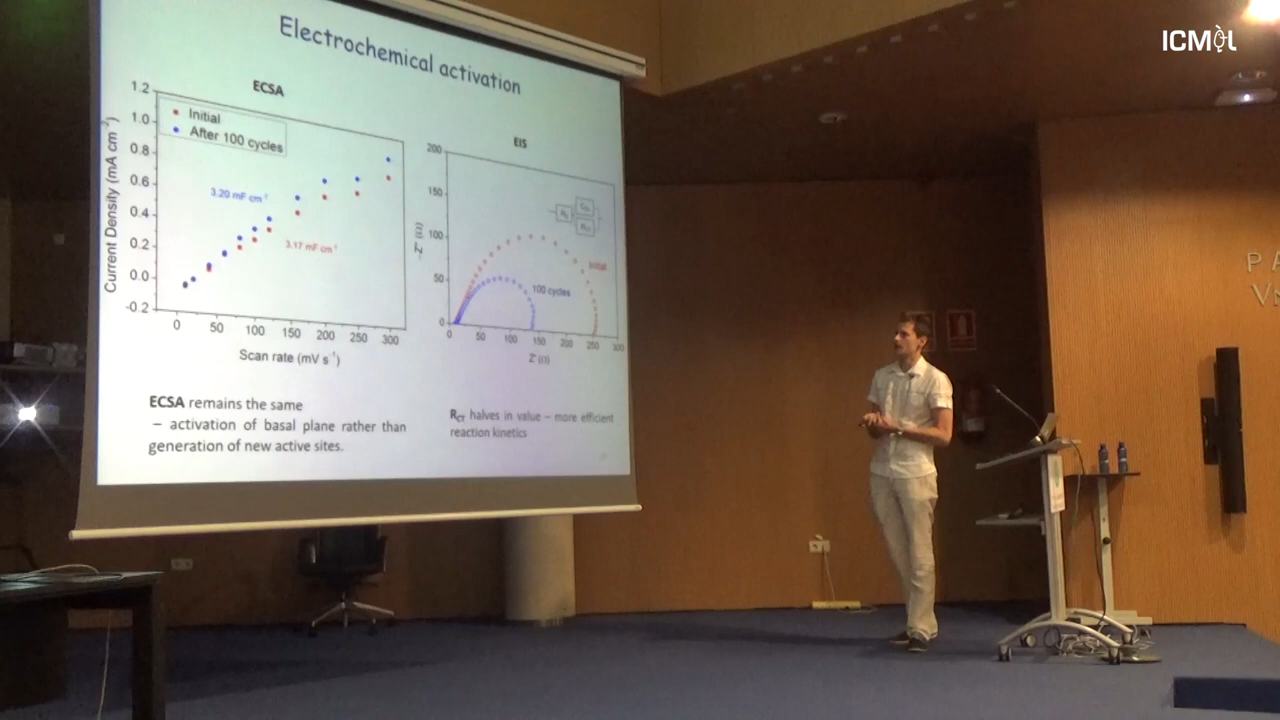 ICMOL
Electrochemical activation
ECSA
1.2
1.0
0.8
0.6
0.4
0.2
0.0
-0.2
Current Density (mA cm⁻²)
Initial
After 100 cycles
3.20 mF cm⁻¹
3.17 mF cm⁻¹
0 50 100 150 200 250 300
Scan rate (mV s⁻¹)
EIS
200
150
100
50
0
-Z'' (Ω)
Initial
100 cycles
0 50 100 150 200 250 300
Z' (Ω)
ECSA remains the same
– activation of basal plane rather than
generation of new active sites.
R_CT halves in value – more efficient
reaction kinetics
PA